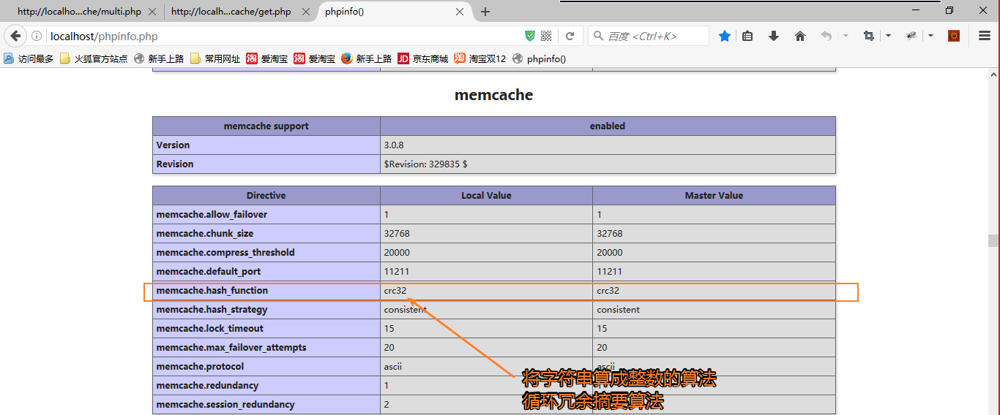 http://localho...che/multi.php
http://localh...cache/get.php
phpinfo()
localhost/phpinfo.php
百度 <Ctrl+K>
访问最多
火狐官方站点
新手上路
常用网址
淘 爱淘宝
淘 爱淘宝
新手上路
JD 京东商城
淘 淘宝双12
phpinfo()
memcache
memcache support enabled
Version 3.0.8
Revision $Revision: 329835 $
Directive Local Value Master Value
memcache.allow_failover 1 1
memcache.chunk_size 32768 32768
memcache.compress_threshold 20000 20000
memcache.default_port 11211 11211
memcache.hash_function crc32 crc32
memcache.hash_strategy consistent consistent
memcache.lock_timeout 15 15
memcache.max_failover_attempts 20 20
memcache.protocol ascii ascii
将字符串算成整数的算法
memcache.redundancy 1
循环冗余摘要算法
memcache.session_redundancy 2